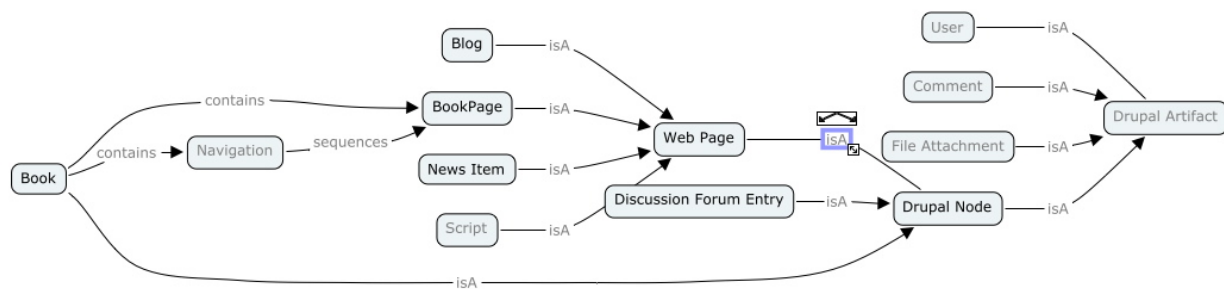 User
isA
Blog
isA
Comment
isA
contains
BookPage
isA
Drupal Artifact
Web Page
isA
contains
Navigation
sequences
File Attachment
isA
Book
News Item
isA
Discussion Forum Entry
isA
Drupal Node
isA
Script
isA
isA